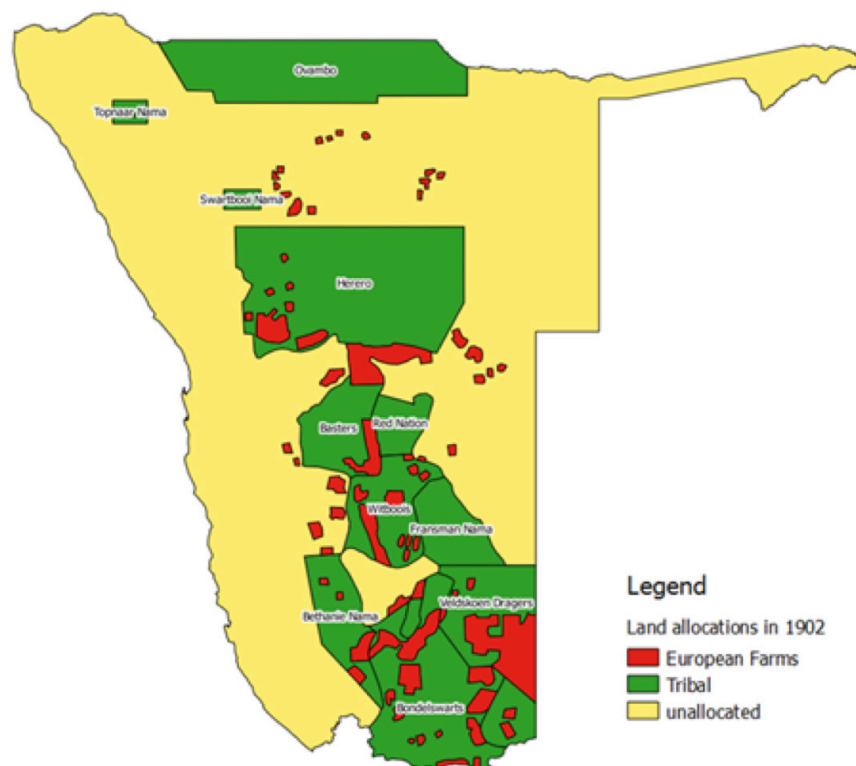 Ovambo
Topnaar Nama
Swartbooi Nama
Herero
Basters
Red Nation
Witboois
Fransman Nama
Bethanie Nama
Veldskoen Dragers
Bondelswarts
Legend
Land allocations in 1902
European Farms
Tribal
unallocated